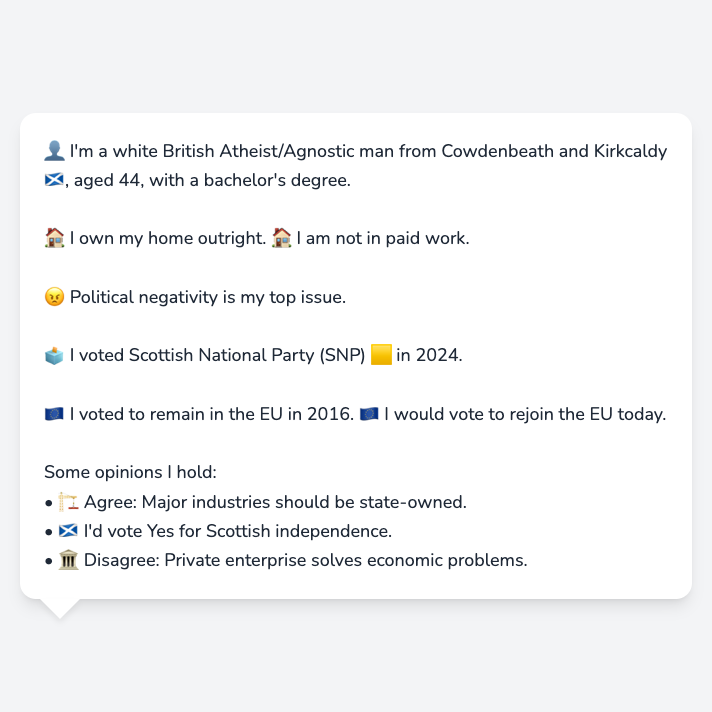 👤 I'm a white British Atheist/Agnostic man from Cowdenbeath and Kirkcaldy
🏴󠁧󠁢󠁳󠁣󠁴󠁿, aged 44, with a bachelor's degree.
🏠 I own my home outright. 🏠 I am not in paid work.
😠 Political negativity is my top issue.
🗳️ I voted Scottish National Party (SNP) 🟨 in 2024.
🇪🇺 I voted to remain in the EU in 2016. 🇪🇺 I would vote to rejoin the EU today.
Some opinions I hold:
• 🏗️ Agree: Major industries should be state-owned.
• 🏴󠁧󠁢󠁳󠁣󠁴󠁿 I'd vote Yes for Scottish independence.
• 🏛️ Disagree: Private enterprise solves economic problems.